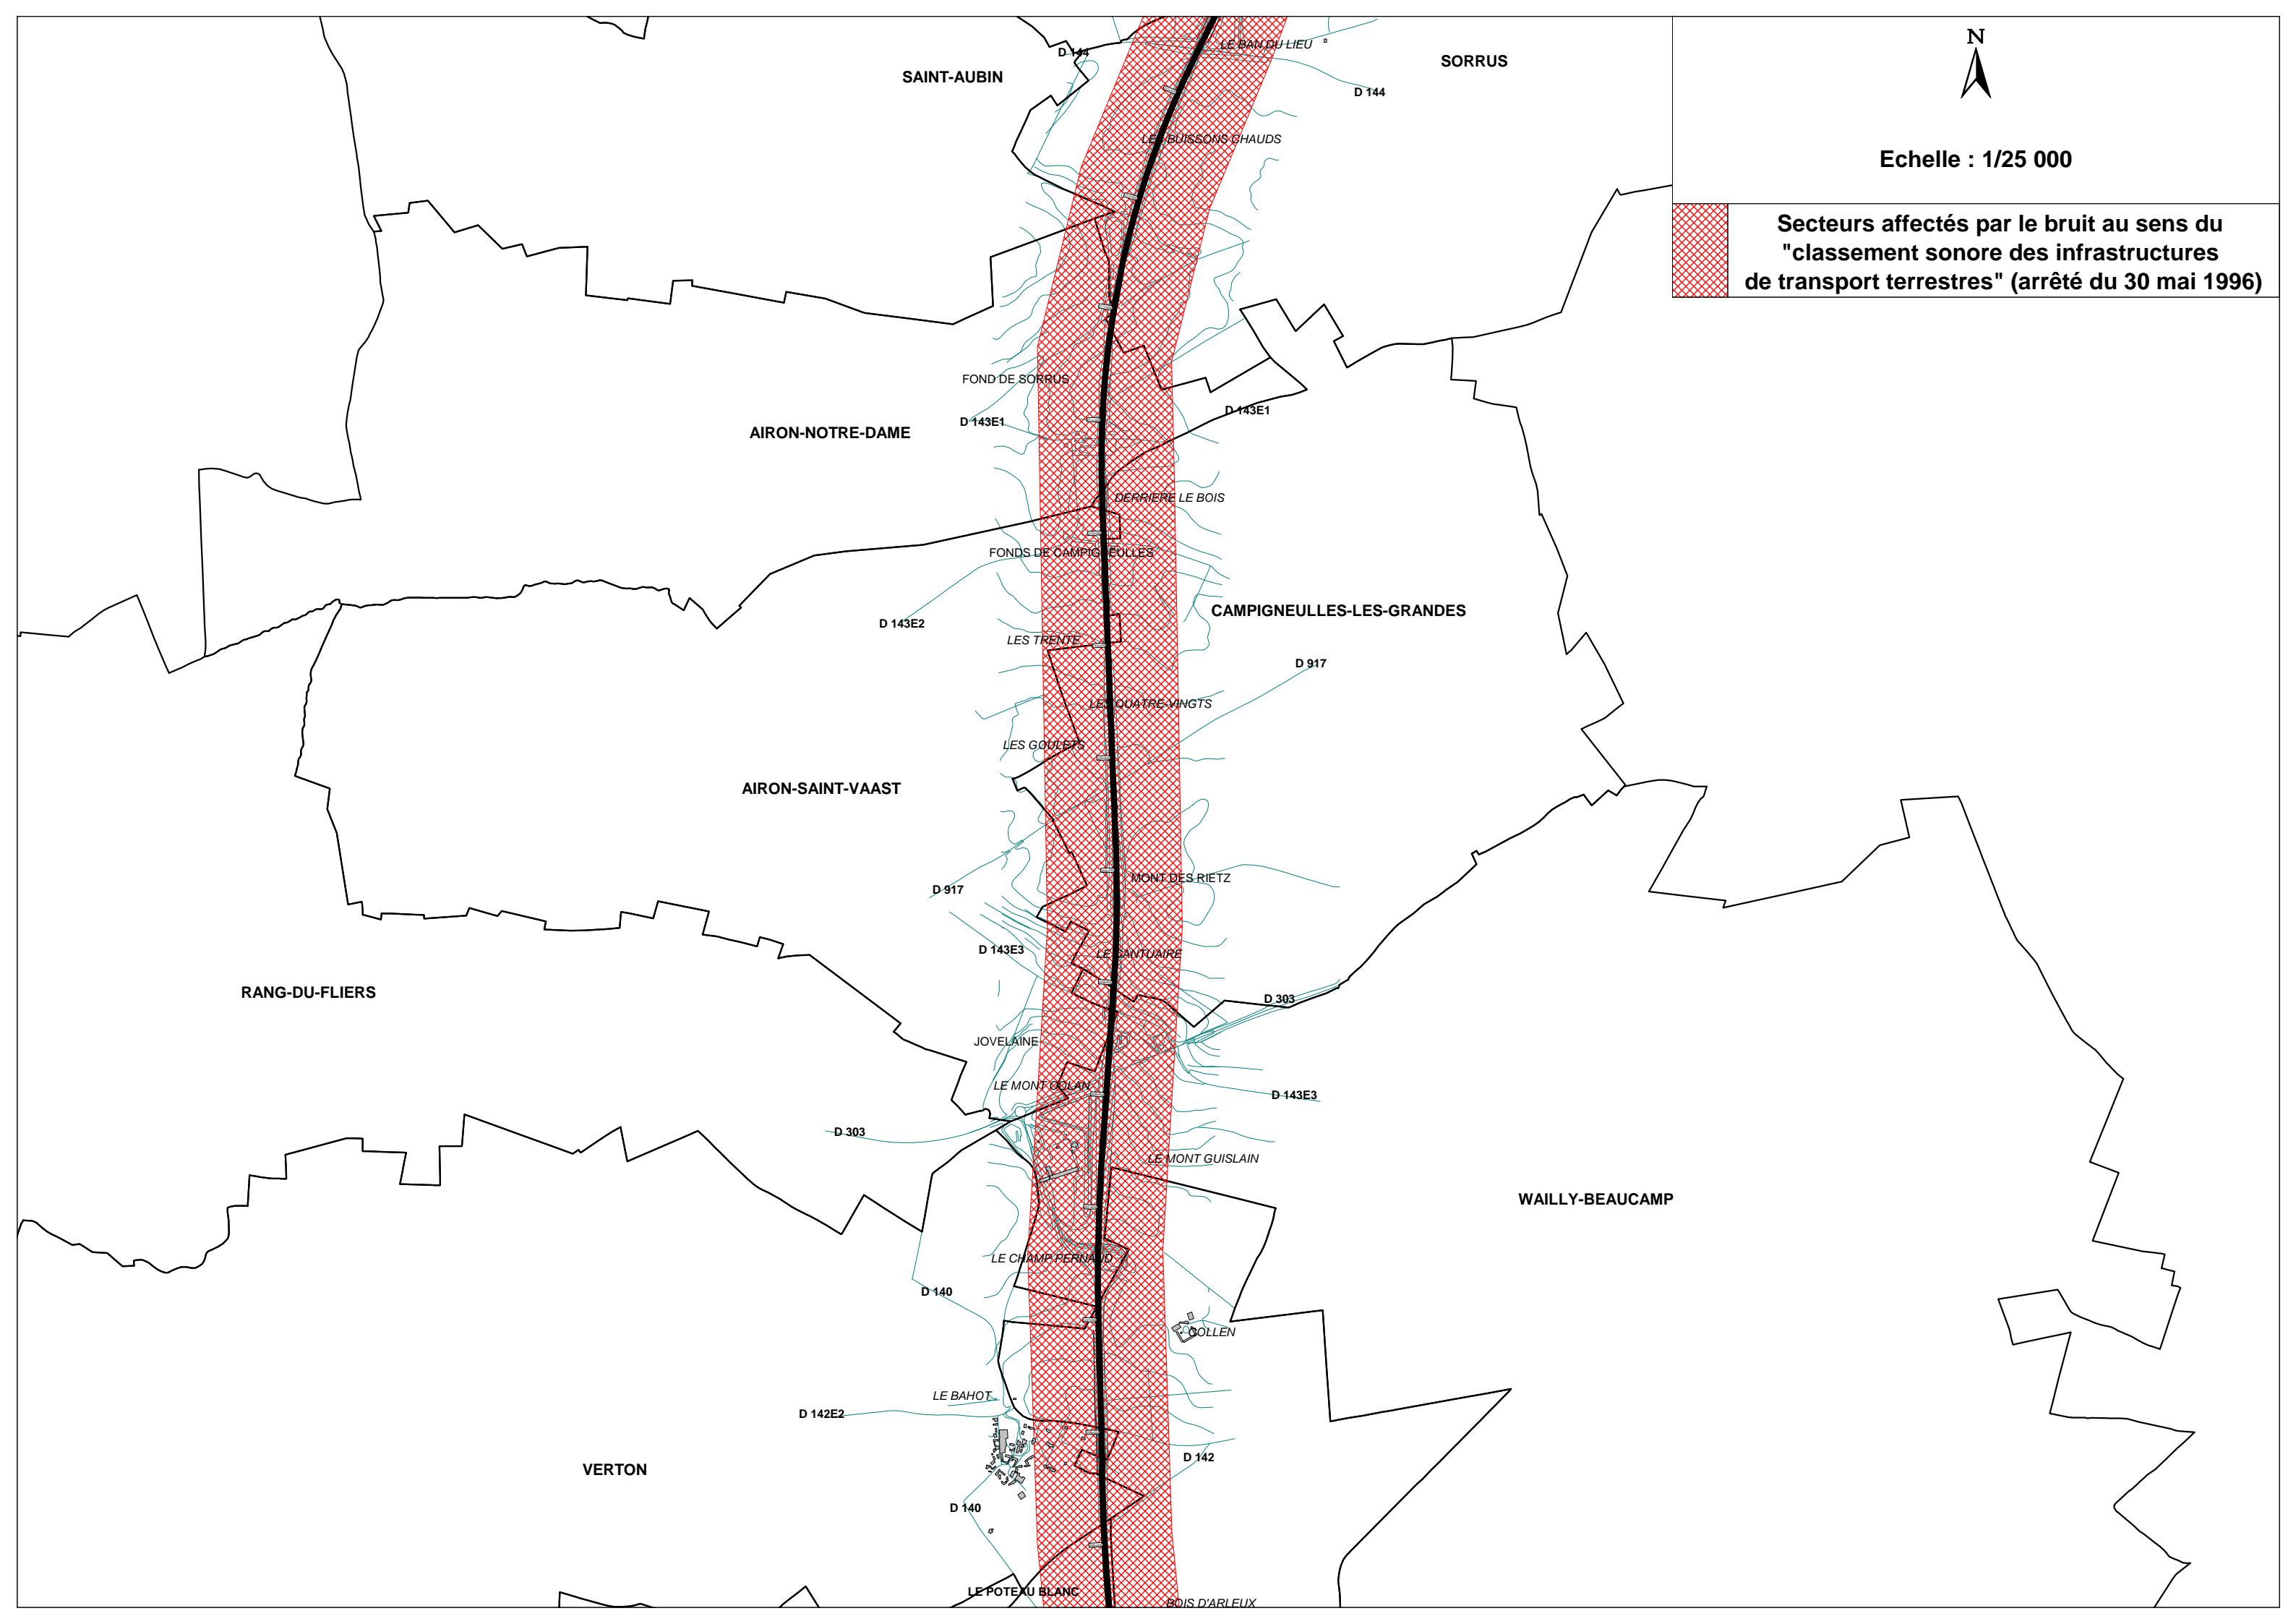 N
Echelle : 1/25 000
Secteurs affectés par le bruit au sens du
"classement sonore des infrastructures
de transport terrestres" (arrêté du 30 mai 1996)
LE BAN DU LIEU
D 144
SORRUS
SAINT-AUBIN
D 144
LES BUISSONS CHAUDS
FOND DE SORRUS
D 143E1
D 143E1
AIRON-NOTRE-DAME
DERRIERE LE BOIS
FONDS DE CAMPIGNEULLES
CAMPIGNEULLES-LES-GRANDES
D 143E2
LES TRENTE
D 917
LES QUATRE-VINGTS
LES GOULETS
AIRON-SAINT-VAAST
MONT DES RIETZ
D 917
D 143E3
LE CANTUAIRE
RANG-DU-FLIERS
D 303
JOVELAINE
LE MONT COLAN
D 143E3
D 303
LE MONT GUISLAIN
WAILLY-BEAUCAMP
LE CHAMP PERNAUD
D 140
COLLEN
LE BAHOT
D 142E2
D 142
VERTON
D 140
LE POTEAU BLANC
BOIS D'ARLEUX